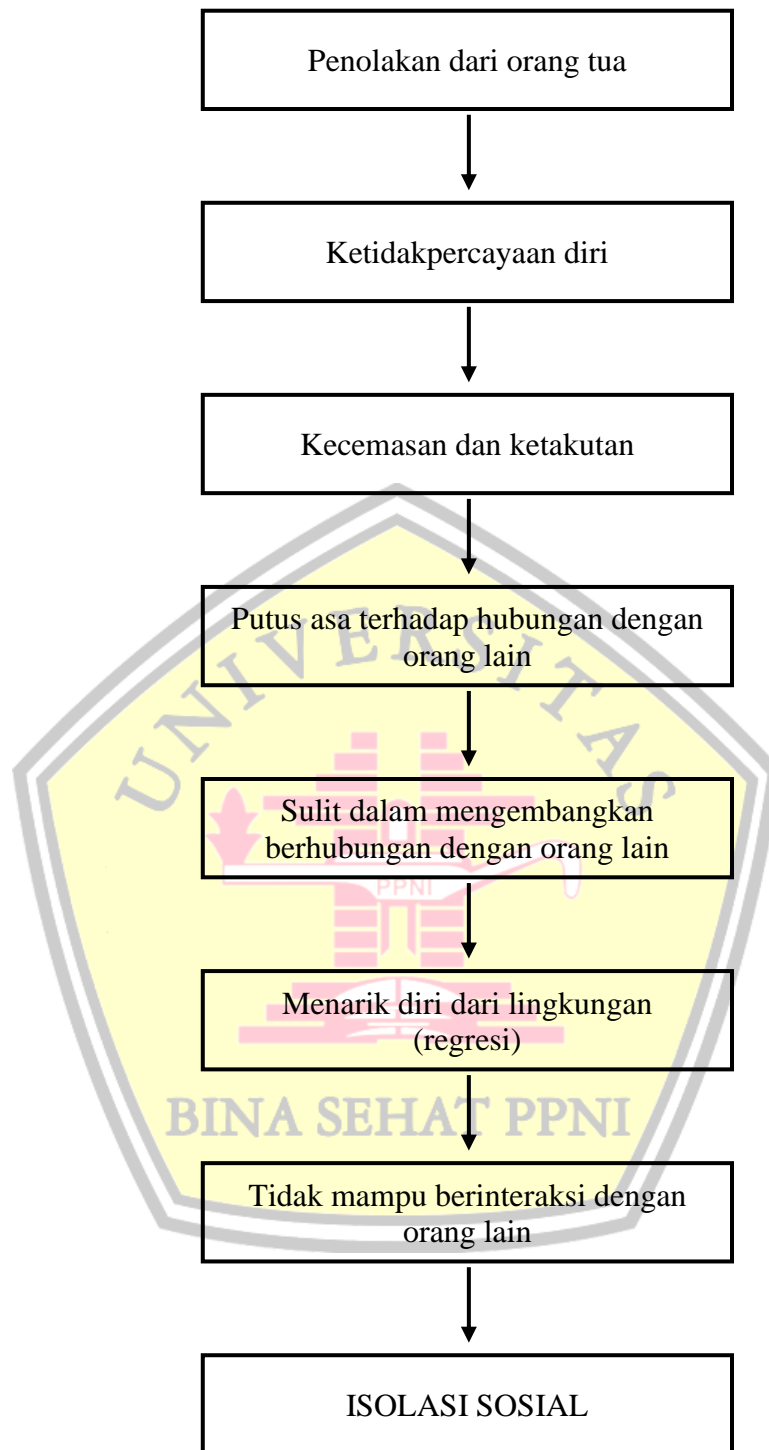 Penolakan dari orang tua
Ketidakpercayaan diri
Kecemasan dan ketakutan
Putus asa terhadap hubungan dengan
orang lain
UNIVERSITAS
Sulit dalam mengembangkan
berhubungan dengan orang lain
PPNI
Menarik diri dari lingkungan
(regresi)
BINA SEHAT PPNI
Tidak mampu berinteraksi dengan
orang lain
ISOLASI SOSIAL